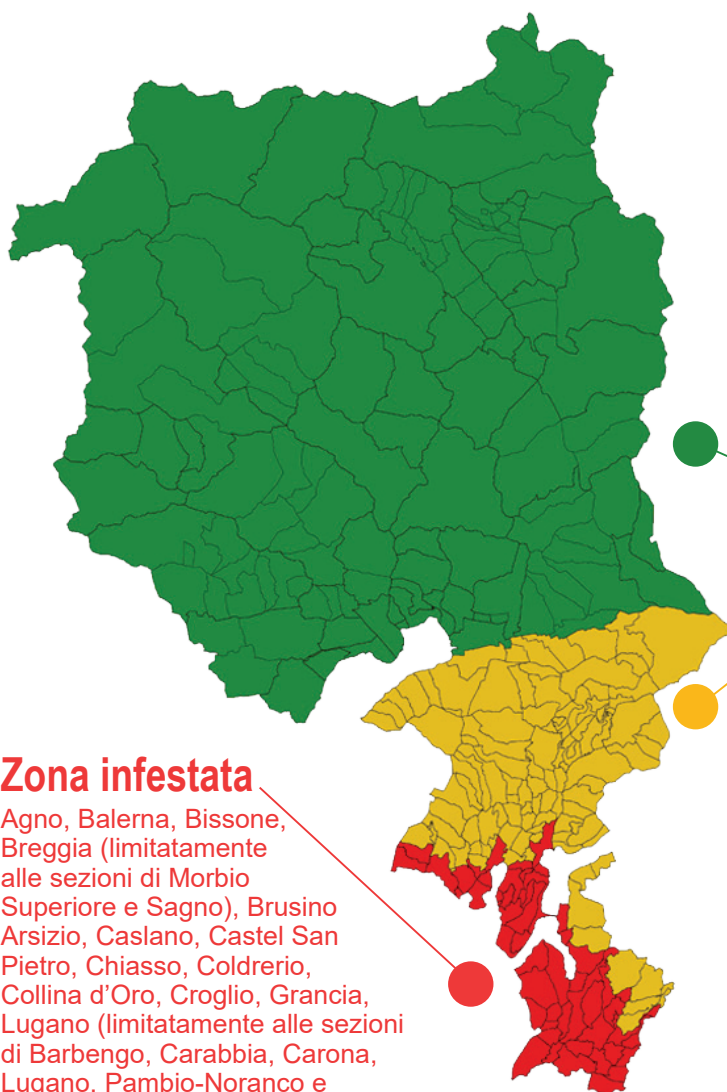 Zona infestata
Agno, Balerna, Bissone,
Breggia (limitatamente
alle sezioni di Morbio
Superiore e Sagno), Brusino
Arsizio, Caslano, Castel San
Pietro, Chiasso, Coldrerio,
Collina d’Oro, Croglio, Grancia,
Lugano (limitatamente alle sezioni
di Barbengo, Carabbia, Carona,
Lugano, Pambio-Noranco e